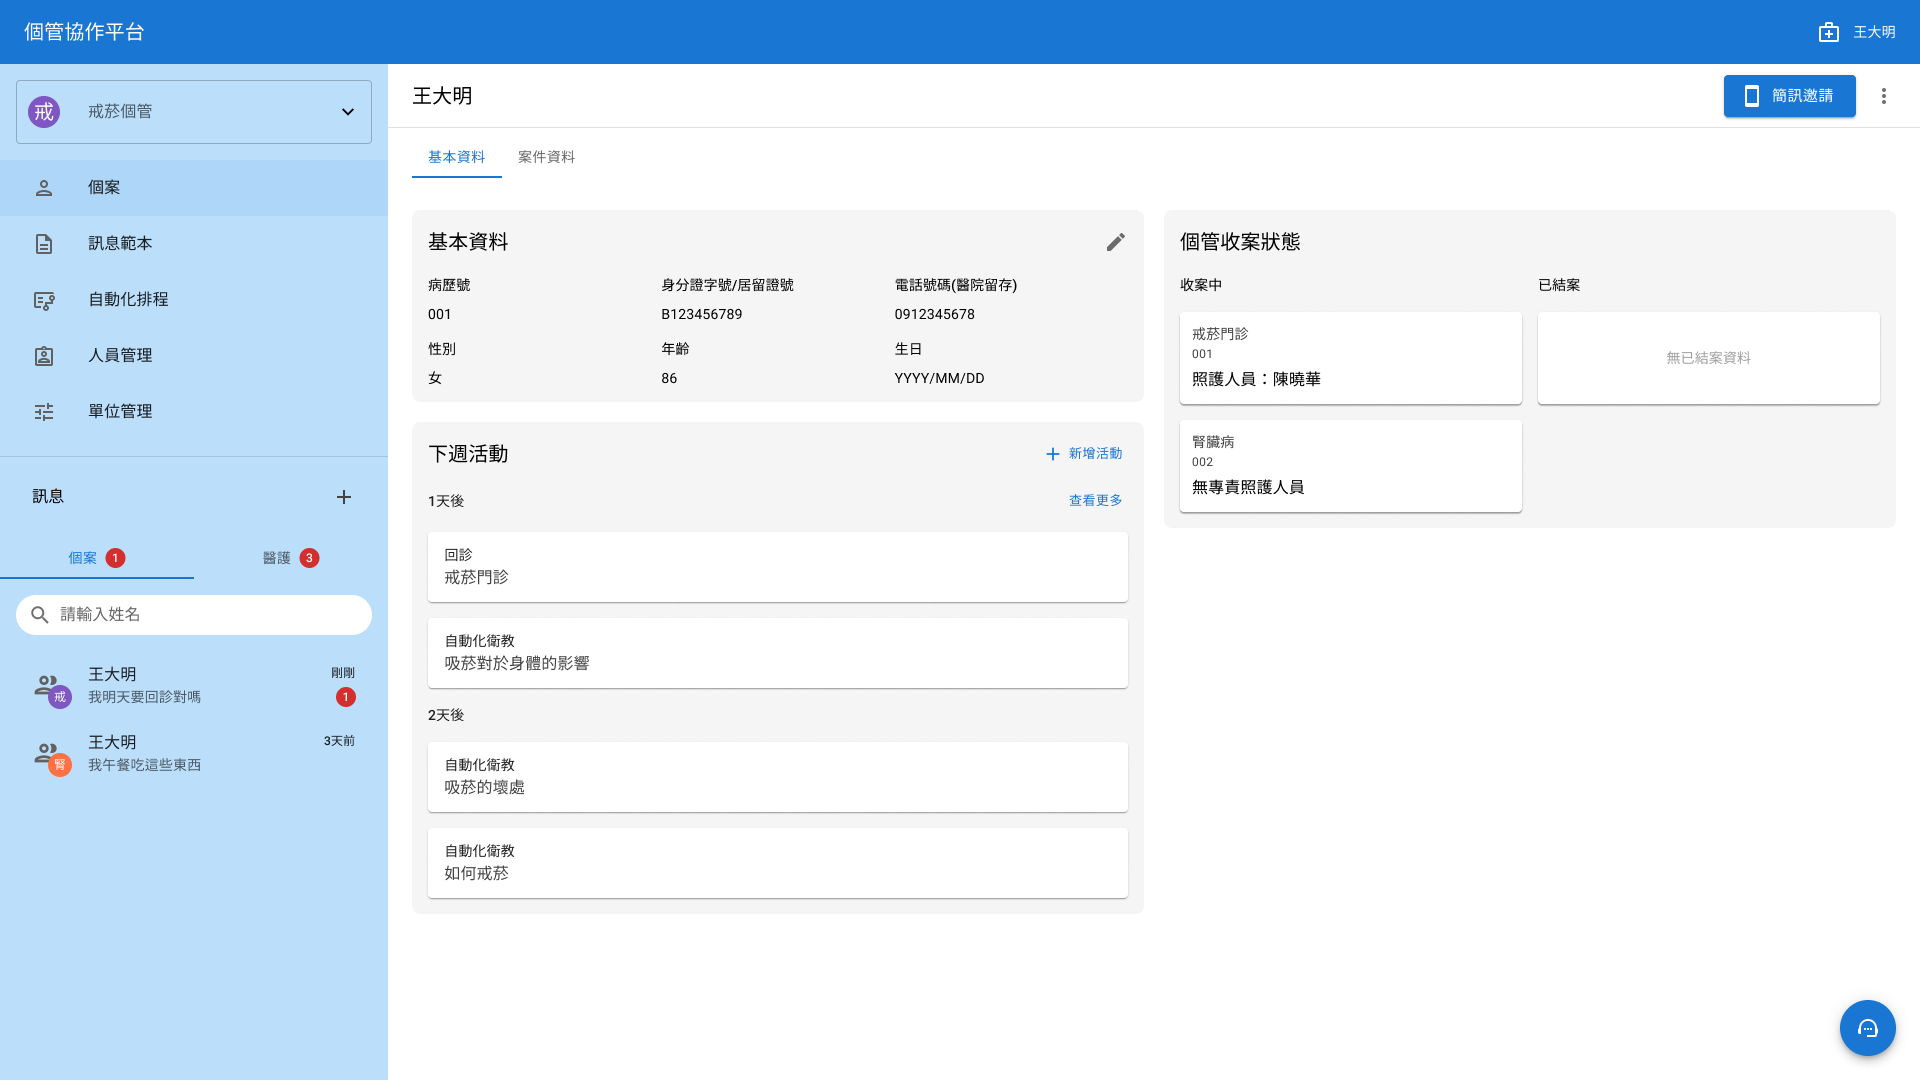 個管協作平台
王大明
戒 戒菸個管
個案
訊息範本
自動化排程
人員管理
單位管理
訊息
個案 1 醫護 3
請輸入姓名
王大明 剛剛
戒 我明天要回診對嗎 1
王大明 3天前
腎 我午餐吃這些東西
王大明
簡訊邀請
基本資料 案件資料
基本資料
病歷號 身分證字號/居留證號 電話號碼(醫院留存)
001 B123456789 0912345678
性別 年齡 生日
女 86 YYYY/MM/DD
下週活動
新增活動
1天後 查看更多
回診
戒菸門診
自動化衛教
吸菸對於身體的影響
2天後
自動化衛教
吸菸的壞處
自動化衛教
如何戒菸
個管收案狀態
收案中 已結案
戒菸門診
001
照護人員：陳曉華
無已結案資料
腎臟病
002
無專責照護人員